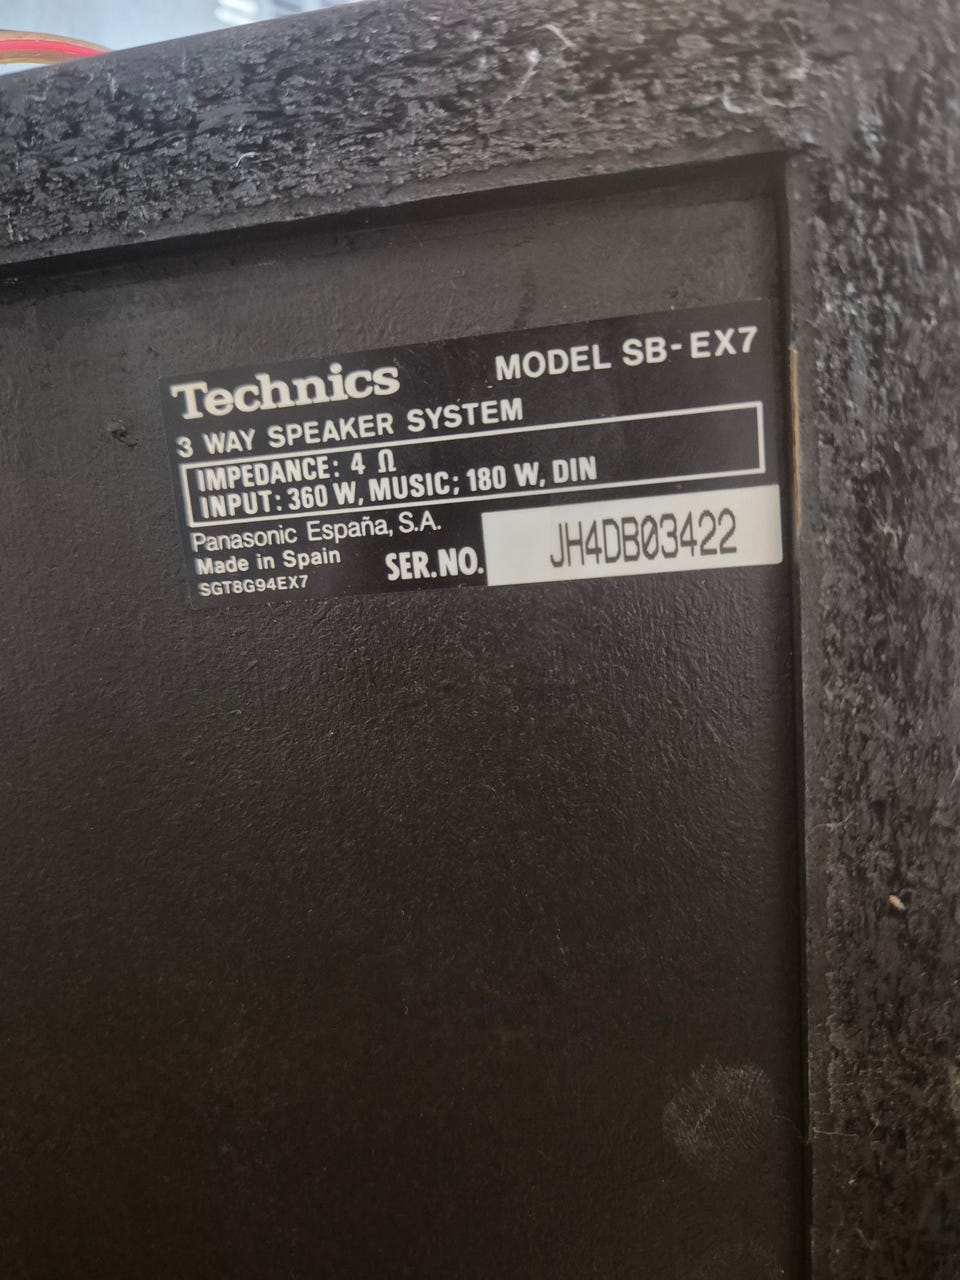 Technics
MODEL SB-EX7
3 WAY SPEAKER SYSTEM
IMPEDANCE: 4 Ω
INPUT: 360 W, MUSIC; 180 W, DIN
Panasonic España, S.A.
Made in Spain
SER.NO. JH4DB03422
SGT8G94EX7